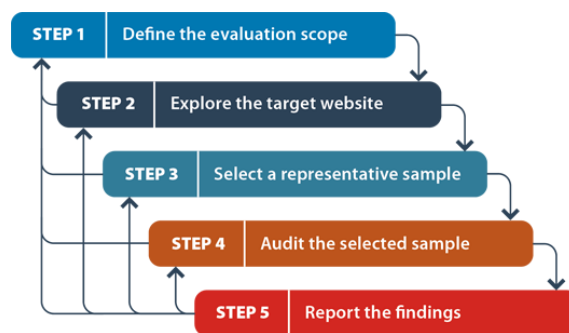 STEP 1 Define the evaluation scope
STEP 2 Explore the target website
STEP 3 Select a representative sample
STEP 4 Audit the selected sample
STEP 5 Report the findings